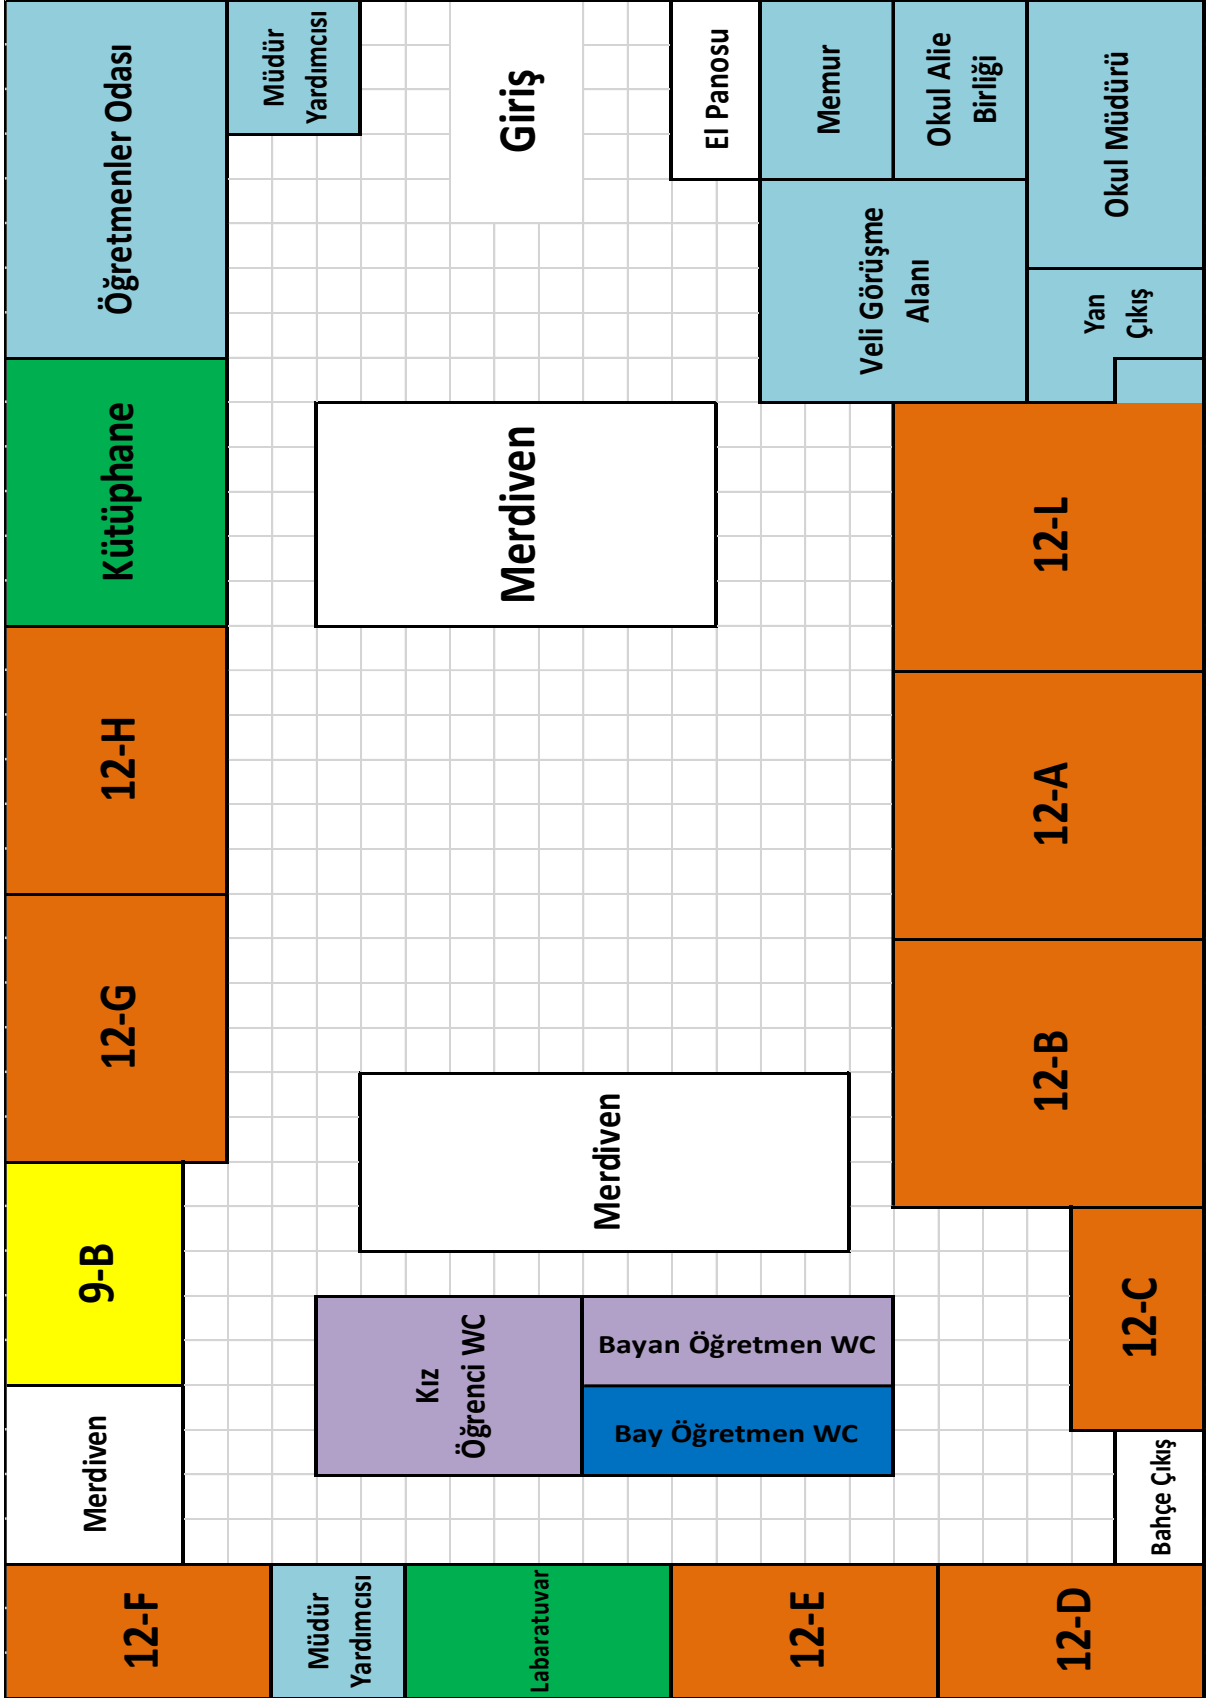 Öğretmenler Odası
Müdür
Yardımcısı
Giriş
El Panosu
Memur
Okul Alie
Birliği
Okul Müdürü
Veli Görüşme
Alanı
Yan
Çıkış
Kütüphane
Merdiven
12-L
12-H
12-A
12-G
12-B
Merdiven
9-B
Kız
Öğrenci WC
Bayan Öğretmen WC
Bay Öğretmen WC
12-C
Merdiven
Bahçe Çıkış
12-F
Müdür
Yardımcısı
Labaratuvar
12-E
12-D